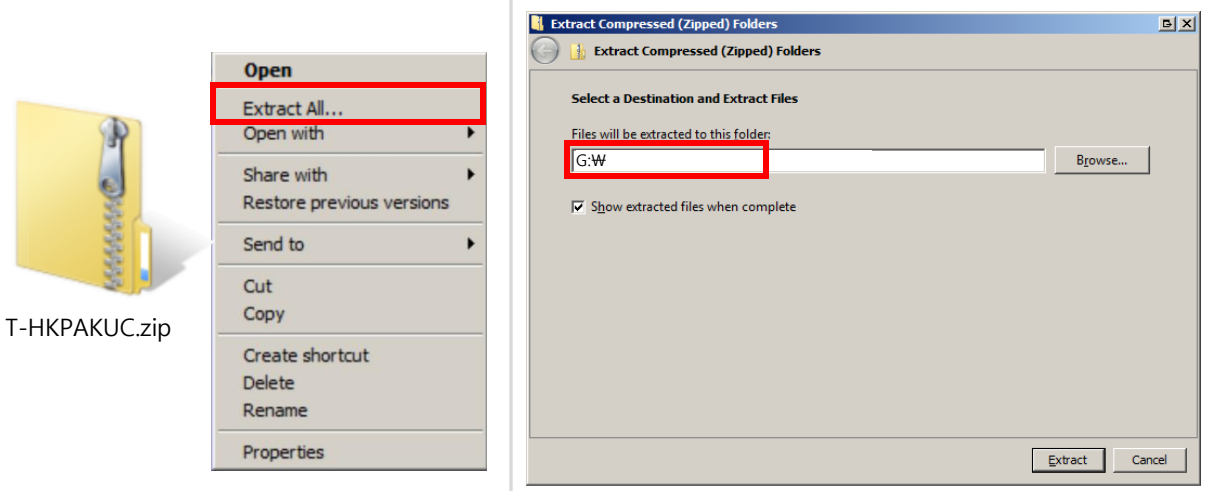 T-HKPAKUC.zip
Open
Extract All...
Open with
Share with
Restore previous versions
Send to
Cut
Copy
Create shortcut
Delete
Rename
Properties
Extract Compressed (Zipped) Folders
Extract Compressed (Zipped) Folders
Select a Destination and Extract Files
Files will be extracted to this folder:
G:₩
Browse...
Show extracted files when complete
Extract Cancel